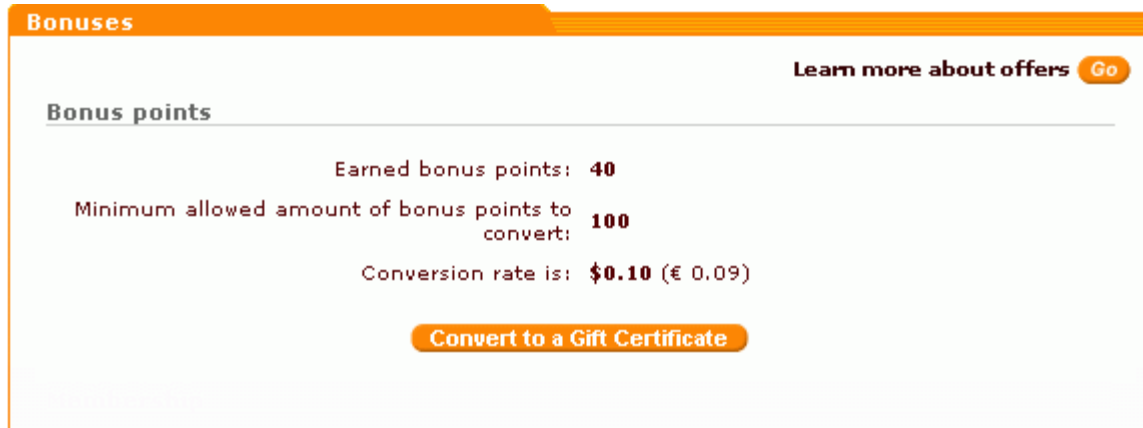 Bonuses
Learn more about offers Go
Bonus points
Earned bonus points: 40
Minimum allowed amount of bonus points to
convert: 100
Conversion rate is: $0.10 (€ 0.09)
Convert to a Gift Certificate